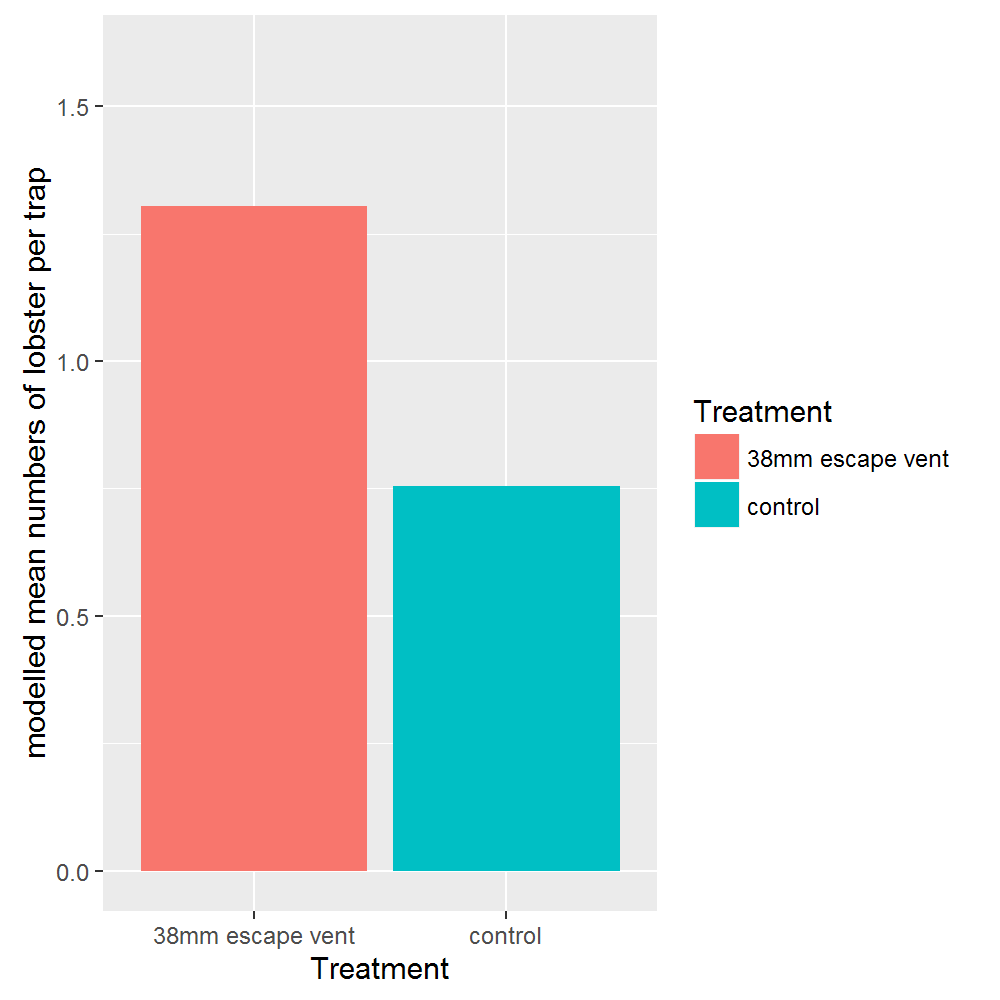 modelled mean numbers of lobster per trap
1.5
1.0
0.5
0.0
38mm escape vent
control
Treatment
Treatment
38mm escape vent
control